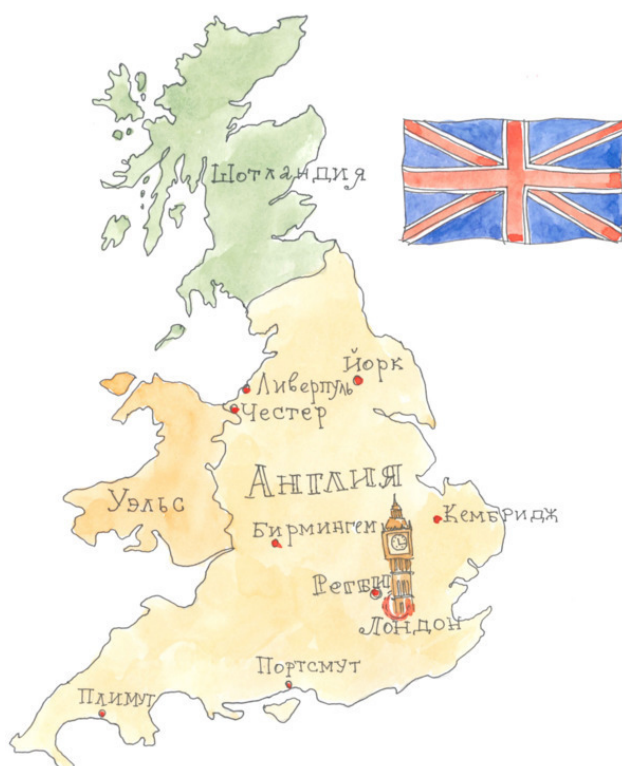 Шотландия
Йорк
Ливерпуль
Честер
Англия
Уэльс
Бирмингем
Кембридж
Регби
Лондон
Портсмут
Плимут